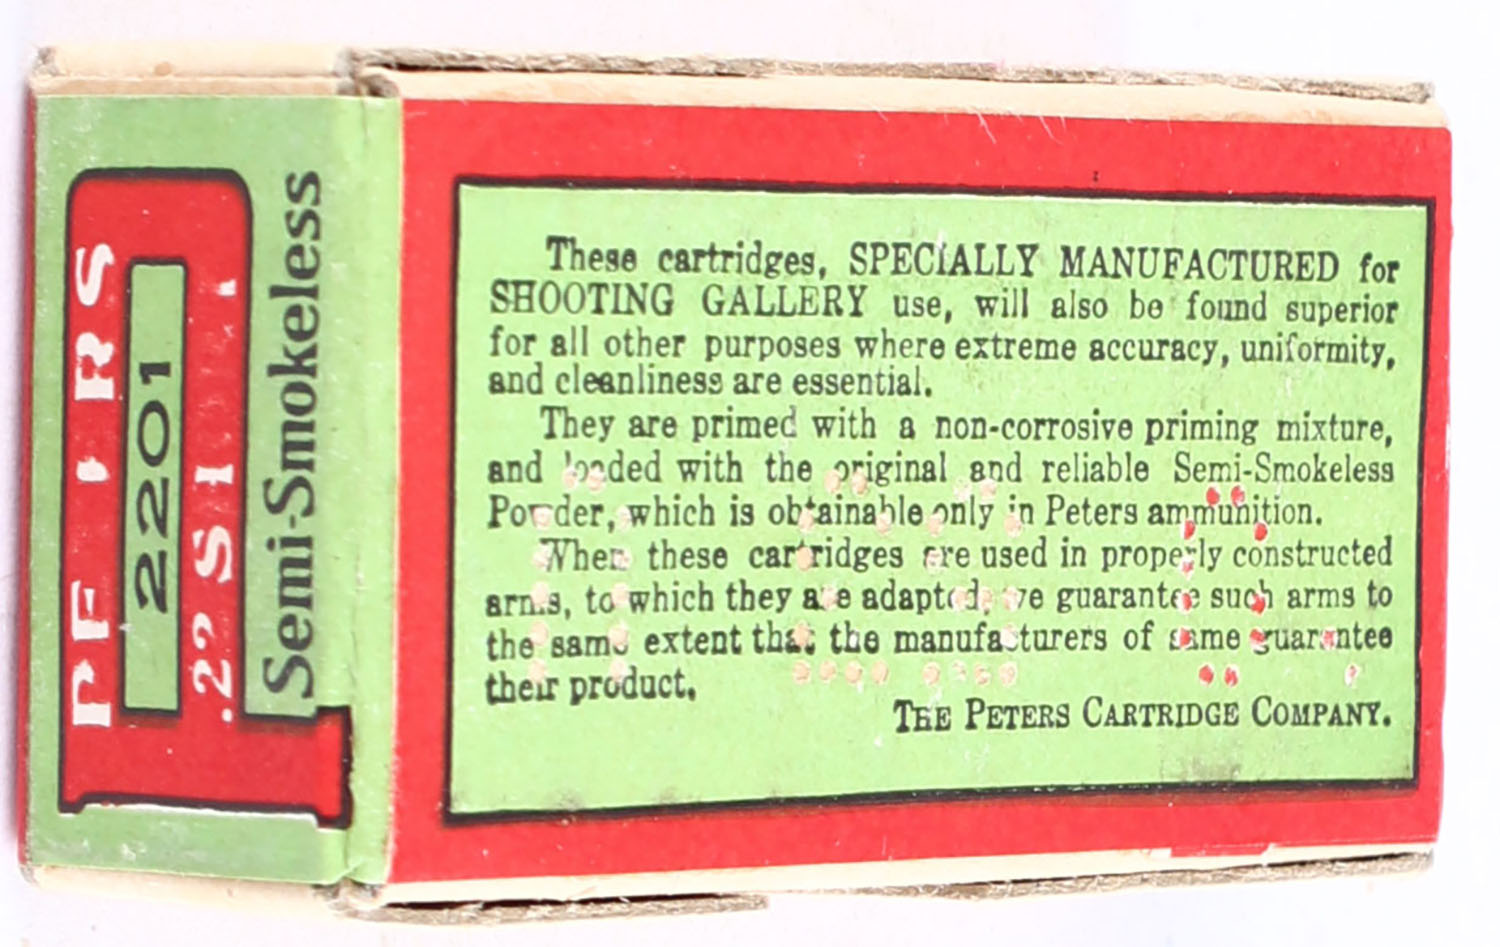 These cartridges, SPECIALLY MANUFACTURED for
SHOOTING GALLERY use, will also be found superior
for all other purposes where extreme accuracy, uniformity,
and cleanliness are essential.
They are primed with a non-corrosive priming mixture,
and loaded with the original and reliable Semi-Smokeless
Powder, which is obtainable only in Peters ammunition.
When these cartridges are used in properly constructed
arms, to which they are adapted, we guarantee such arms to
the same extent that the manufacturers of same guarantee
their product.
THE PETERS CARTRIDGE COMPANY.
2201
Semi-Smokeless